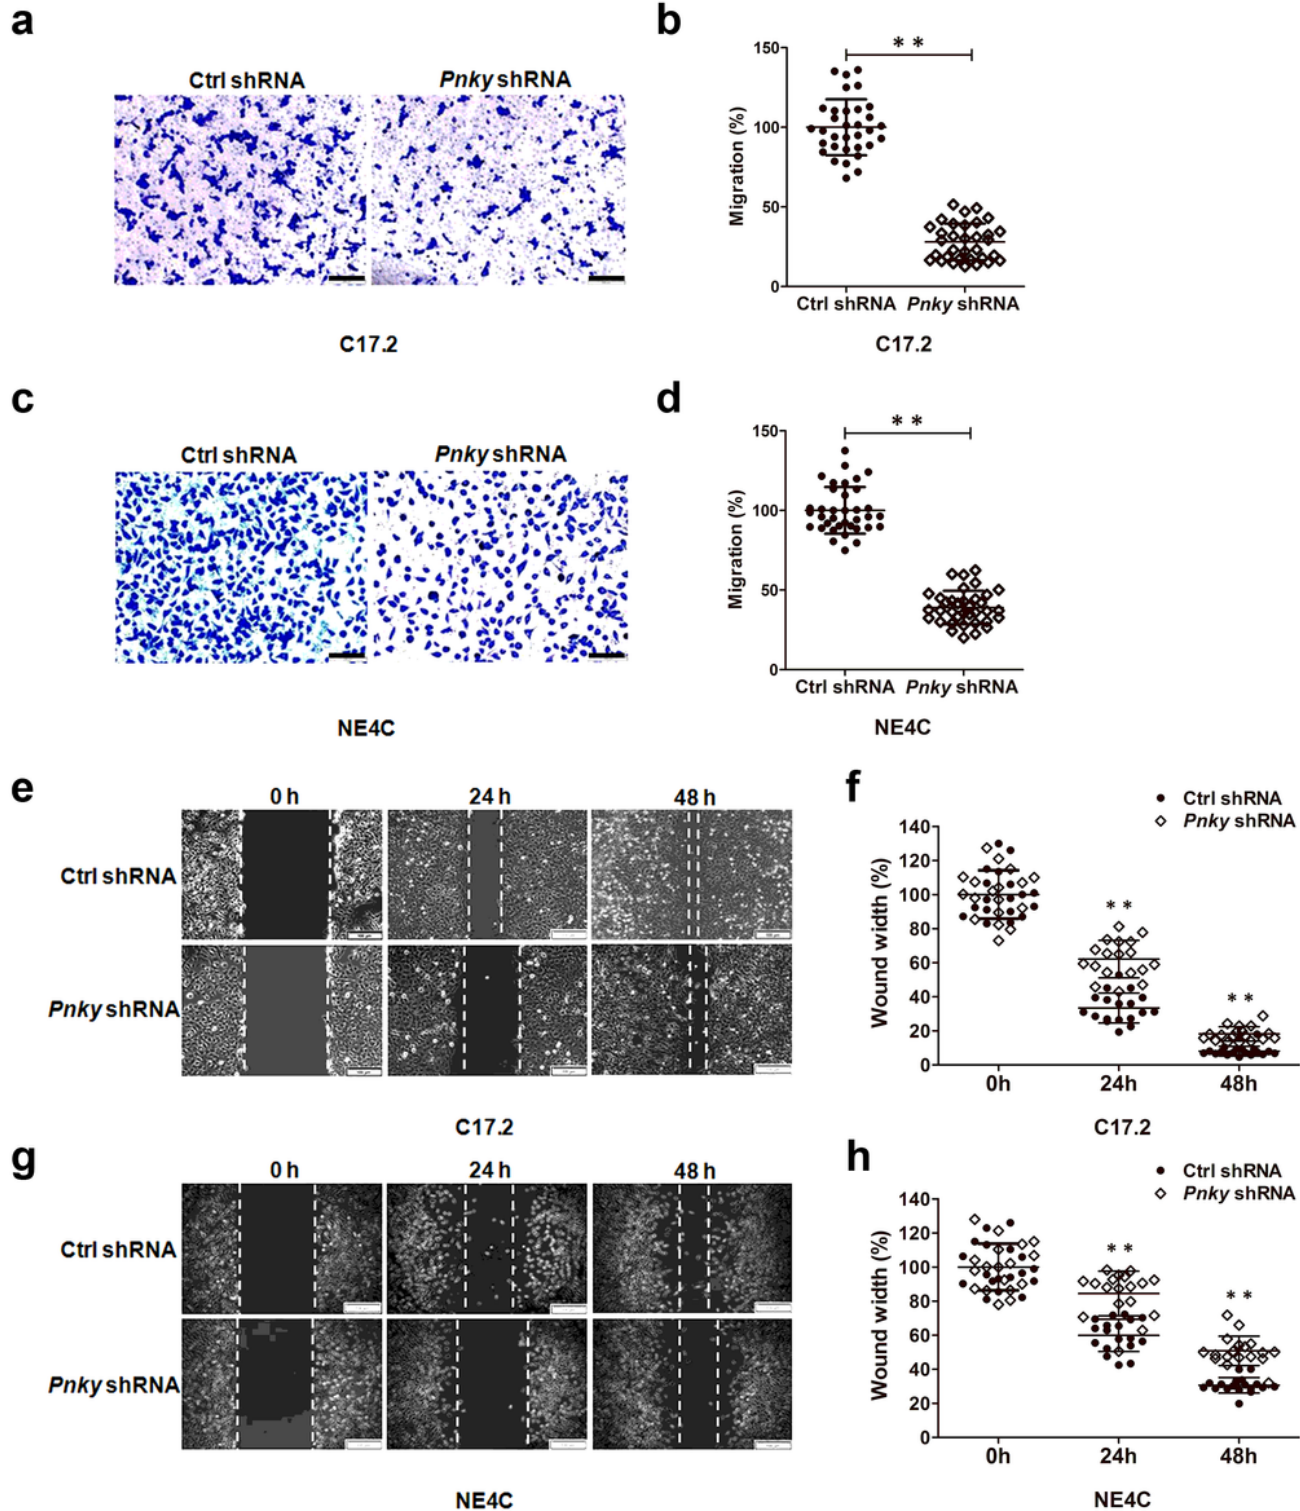 a
Ctrl shRNA
Pnky shRNA
C17.2
b
**
150
100
50
0
Migration (%)
Ctrl shRNA
Pnky shRNA
C17.2
c
Ctrl shRNA
Pnky shRNA
NE4C
d
**
150
100
50
0
Migration (%)
Ctrl shRNA
Pnky shRNA
NE4C
e
0 h
24 h
48 h
Ctrl shRNA
Pnky shRNA
C17.2
f
Ctrl shRNA
Pnky shRNA
140
120
100
80
60
40
20
0
Wound width (%)
**
**
0h
24h
48h
C17.2
g
0 h
24 h
48 h
Ctrl shRNA
Pnky shRNA
NE4C
h
Ctrl shRNA
Pnky shRNA
140
120
100
80
60
40
20
0
Wound width (%)
**
**
0h
24h
48h
NE4C